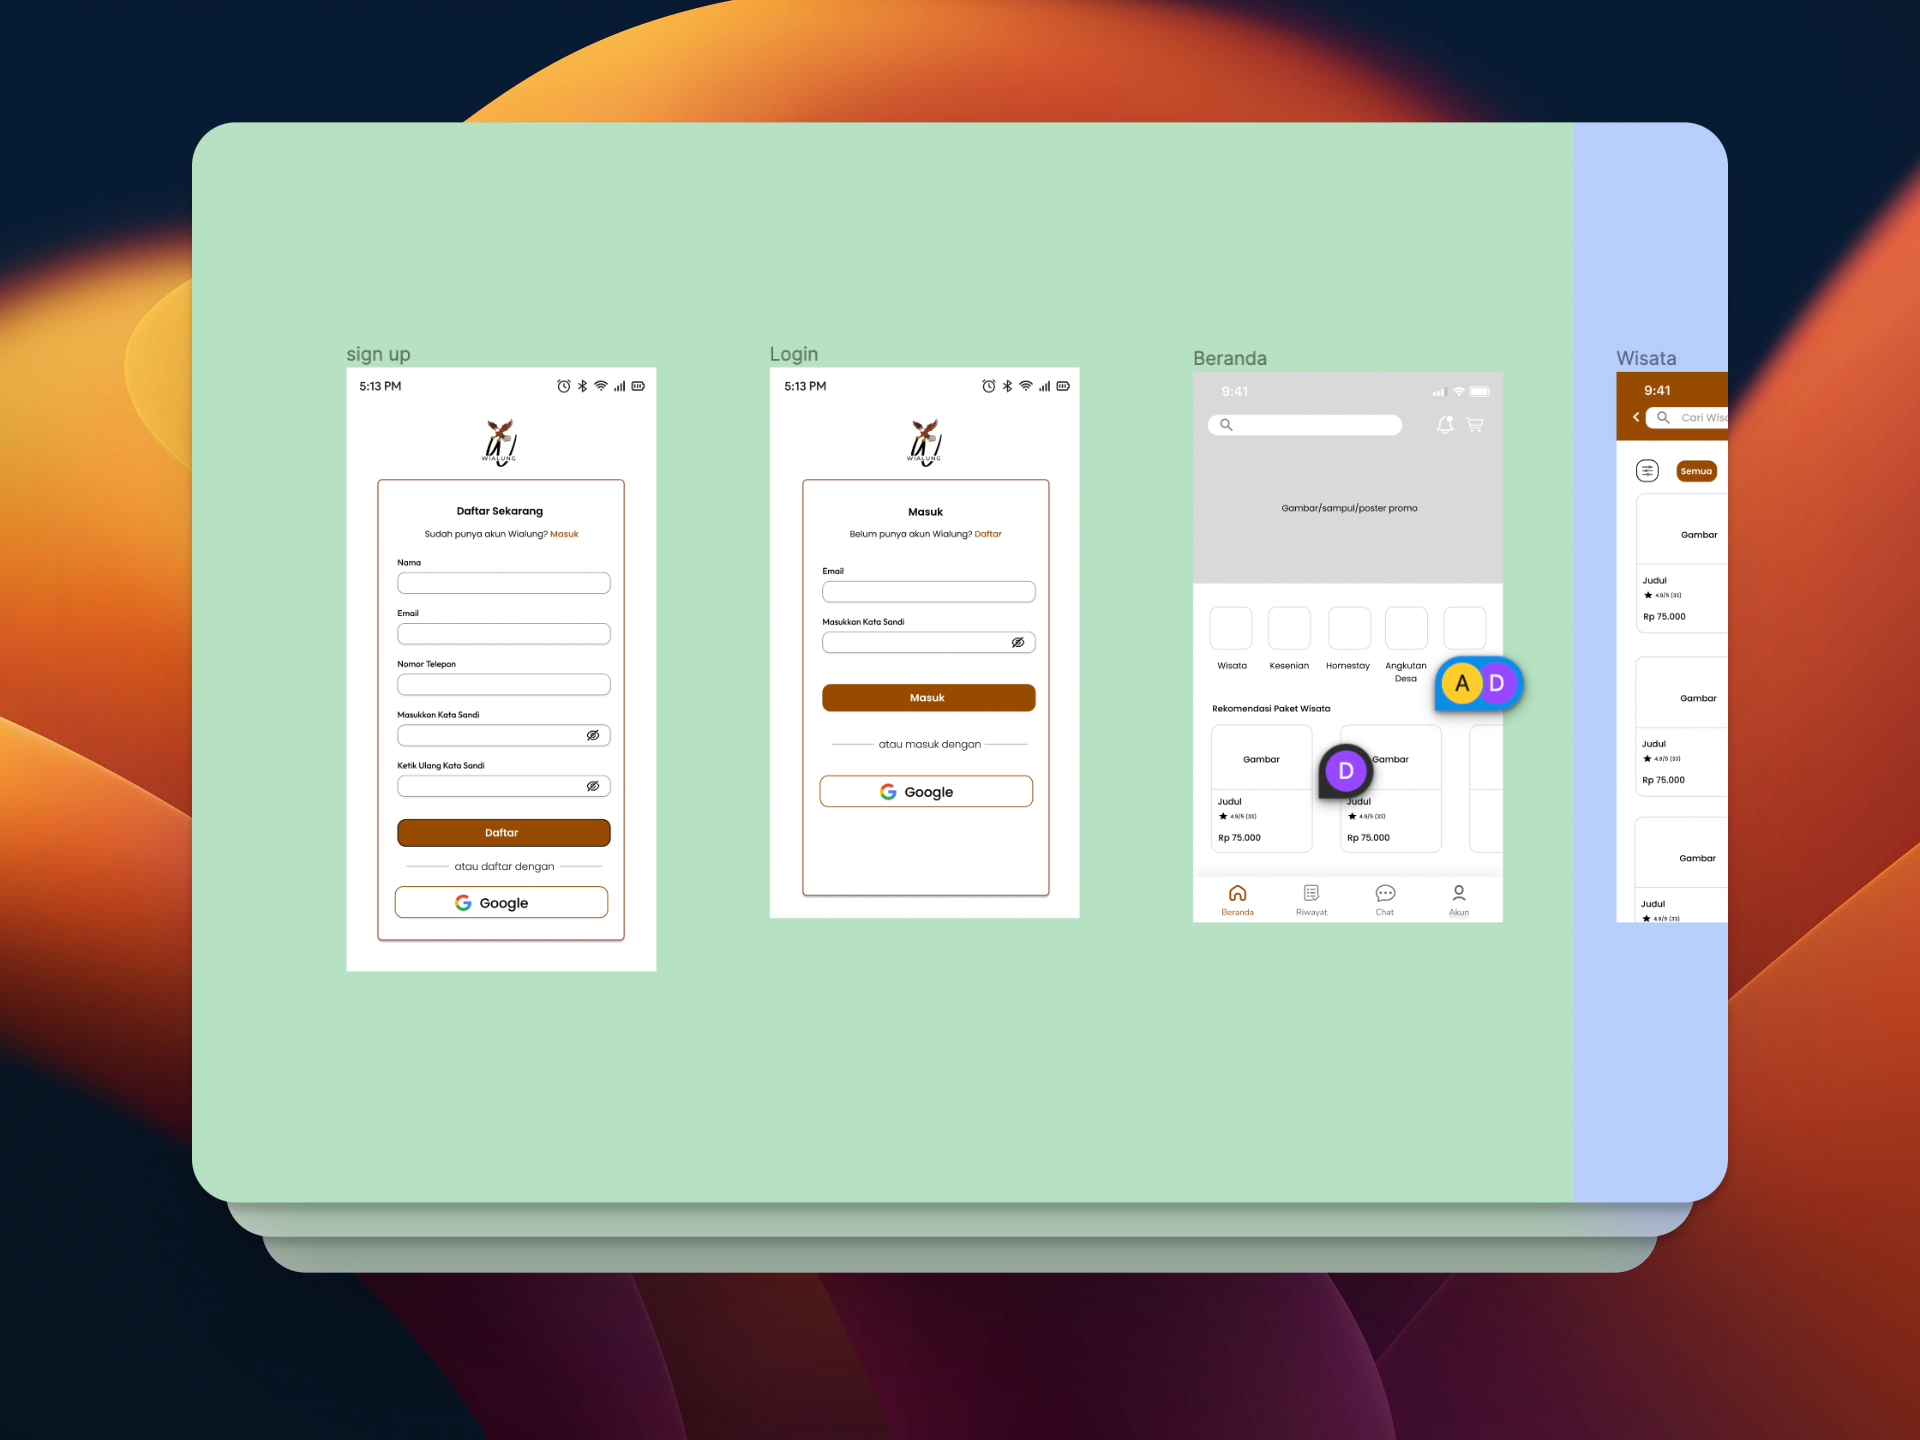 sign up
5:13 PM
WIALUNG
Daftar Sekarang
Sudah punya akun Wialung? Masuk
Nama
Email
Nomor Telepon
Masukkan Kata Sandi
Ketik Ulang Kata Sandi
Daftar
atau daftar dengan
Google
Login
5:13 PM
WIALUNG
Masuk
Belum punya akun Wialung? Daftar
Email
Masukkan Kata Sandi
Masuk
atau masuk dengan
Google
Beranda
9:41
Gambar/sampul/poster promo
Wisata
Kesenian
Homestay
Angkutan
Desa
A D
Rekomendasi Paket Wisata
Gambar
Judul
4.9/5 (33)
Rp 75.000
D
Gambar
Judul
4.9/5 (33)
Rp 75.000
Beranda
Riwayat
Chat
Akun
Wisata
9:41
Cari Wis
Semua
Gambar
Judul
4.9/5 (33)
Rp 75.000
Gambar
Judul
4.9/5 (33)
Rp 75.000
Gambar
Judul
4.9/5 (33)